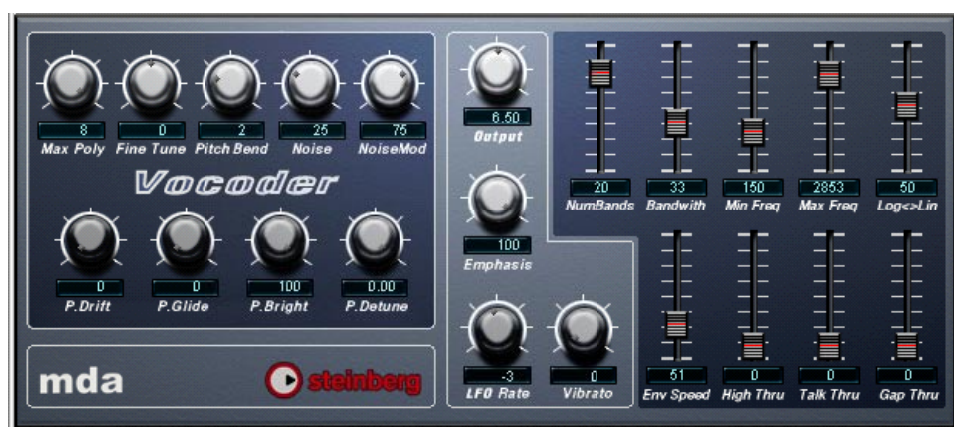 8 0 2 25 75
Max Poly Fine Tune Pitch Bend Noise NoiseMod
Vocoder
0 0 100 0.00
P.Drift P.Glide P.Bright P.Detune
mda steinberg
6.50
Output
100
Emphasis
-3 0
LFO Rate Vibrato
20 33 150 2853 50
NumBands Bandwith Min Freq Max Freq Log<>Lin
51 0 0 0
Env Speed High Thru Talk Thru Gap Thru